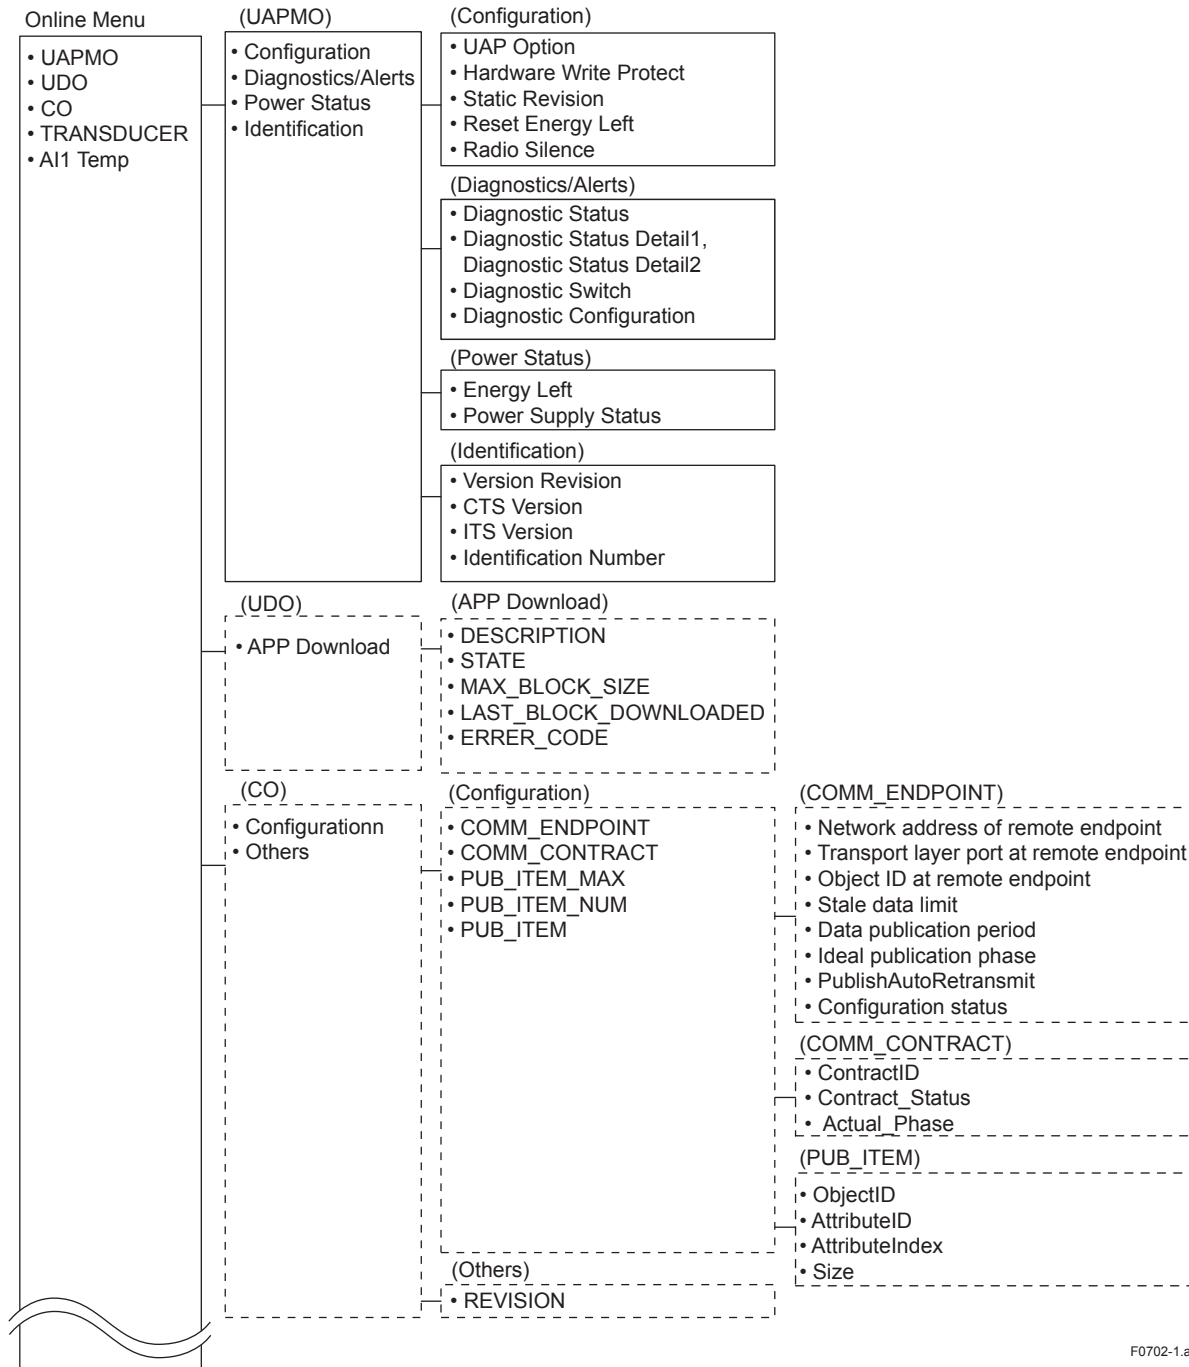 Online Menu
• UAPMO
• UDO
• CO
• TRANSDUCER
• AI1 Temp
(UAPMO)
• Configuration
• Diagnostics/Alerts
• Power Status
• Identification
(Configuration)
• UAP Option
• Hardware Write Protect
• Static Revision
• Reset Energy Left
• Radio Silence
(Diagnostics/Alerts)
• Diagnostic Status
• Diagnostic Status Detail1,
Diagnostic Status Detail2
• Diagnostic Switch
• Diagnostic Configuration
(Power Status)
• Energy Left
• Power Supply Status
(Identification)
• Version Revision
• CTS Version
• ITS Version
• Identification Number
(UDO)
• APP Download
(APP Download)
• DESCRIPTION
• STATE
• MAX_BLOCK_SIZE
• LAST_BLOCK_DOWNLOADED
• ERRER_CODE
(CO)
• Configurationn
• Others
(Configuration)
• COMM_ENDPOINT
• COMM_CONTRACT
• PUB_ITEM_MAX
• PUB_ITEM_NUM
• PUB_ITEM
(COMM_ENDPOINT)
• Network address of remote endpoint
• Transport layer port at remote endpoint
• Object ID at remote endpoint
• Stale data limit
• Data publication period
• Ideal publication phase
• PublishAutoRetransmit
• Configuration status
(COMM_CONTRACT)
• ContractID
• Contract_Status
• Actual_Phase
(PUB_ITEM)
• ObjectID
• AttributeID
• AttributeIndex
• Size
(Others)
• REVISION